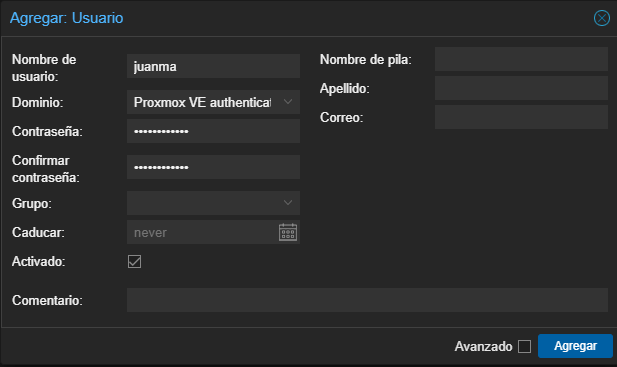 Agregar: Usuario
Nombre de
usuario:
juanma
Dominio:
Proxmox VE authenticat
Contraseña:
••••••••••••
Confirmar
contraseña:
••••••••••••
Grupo:
Caducar:
never
Activado:
Nombre de pila:
Apellido:
Correo:
Comentario:
Avanzado
Agregar